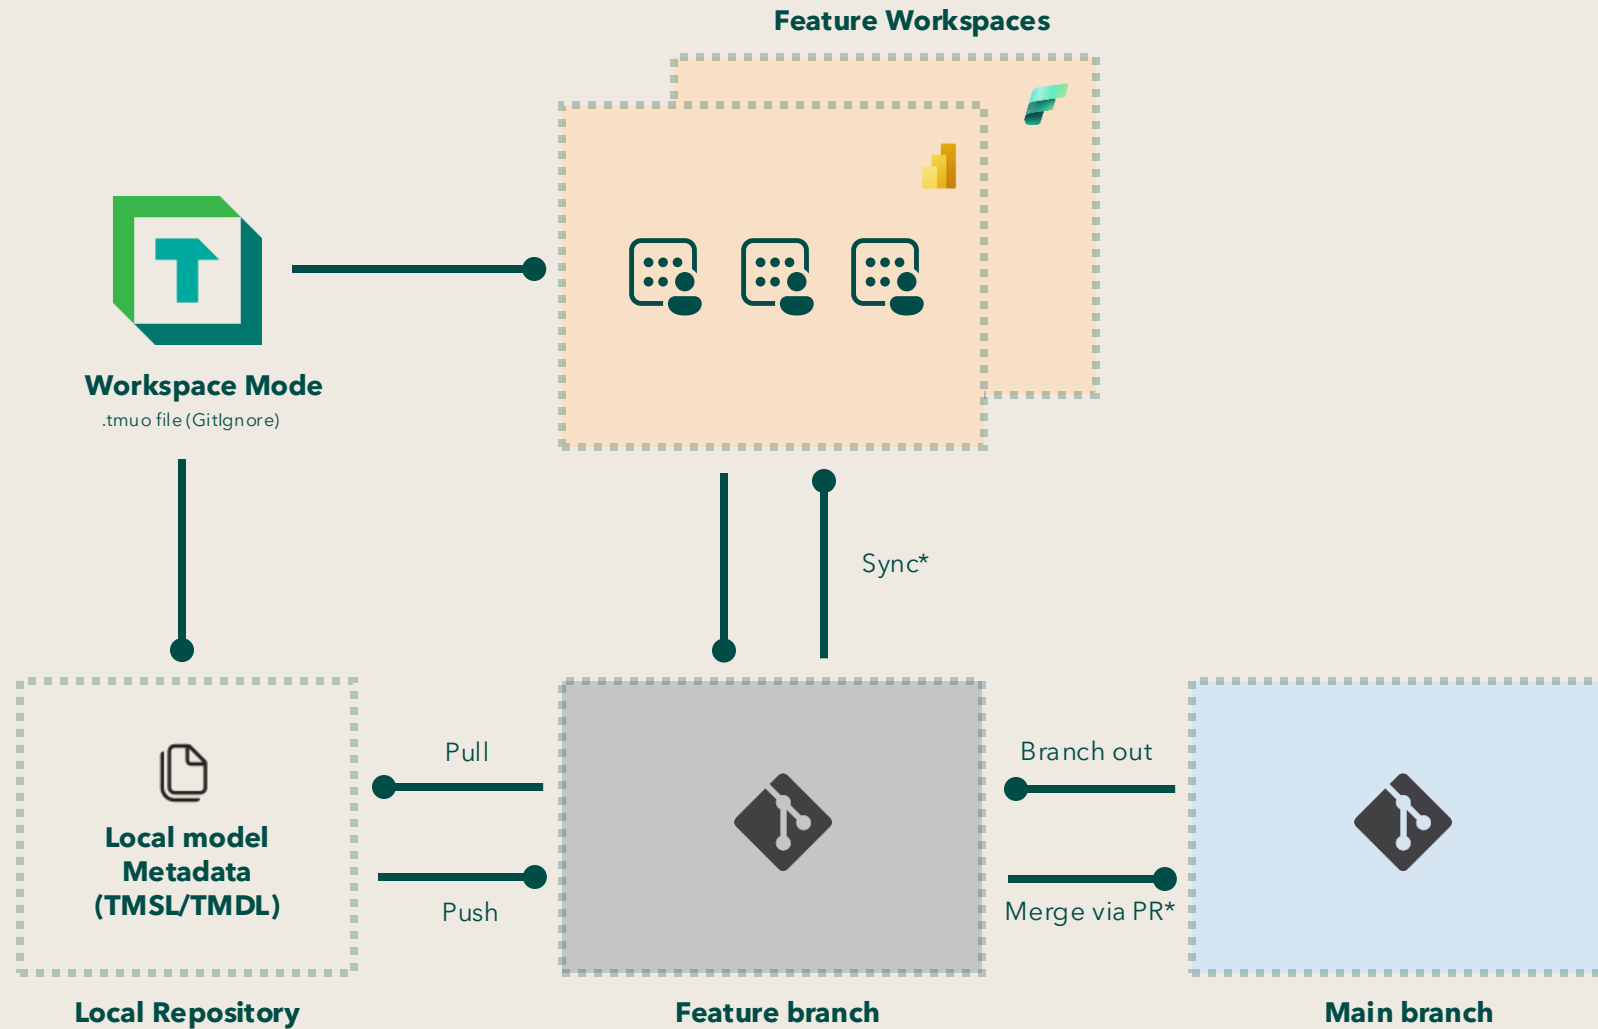 Feature Workspaces
Workspace Mode
.tmuo file (GitIgnore)
Sync*
Pull
Branch out
Local model
Metadata
(TMSL/TMDL)
Push
Merge via PR*
Local Repository
Feature branch
Main branch